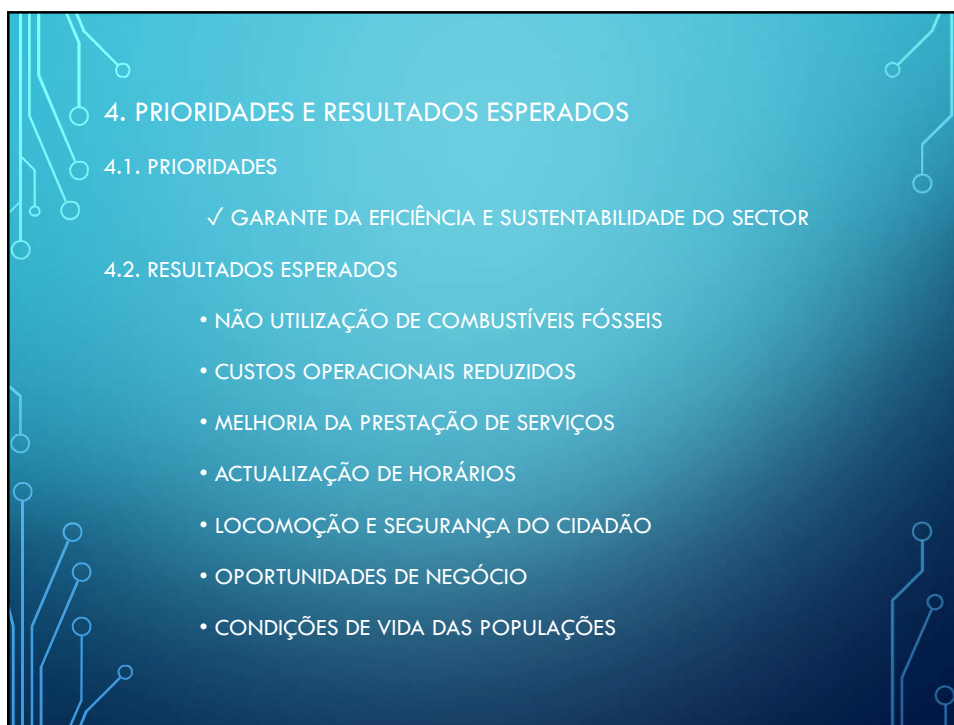 4. PRIORIDADES E RESULTADOS ESPERADOS
4.1. PRIORIDADES
✓ GARANTE DA EFICIÊNCIA E SUSTENTABILIDADE DO SECTOR
4.2. RESULTADOS ESPERADOS
• NÃO UTILIZAÇÃO DE COMBUSTÍVEIS FÓSSEIS
• CUSTOS OPERACIONAIS REDUZIDOS
• MELHORIA DA PRESTAÇÃO DE SERVIÇOS
• ACTUALIZAÇÃO DE HORÁRIOS
• LOCOMOÇÃO E SEGURANÇA DO CIDADÃO
• OPORTUNIDADES DE NEGÓCIO
• CONDIÇÕES DE VIDA DAS POPULAÇÕES